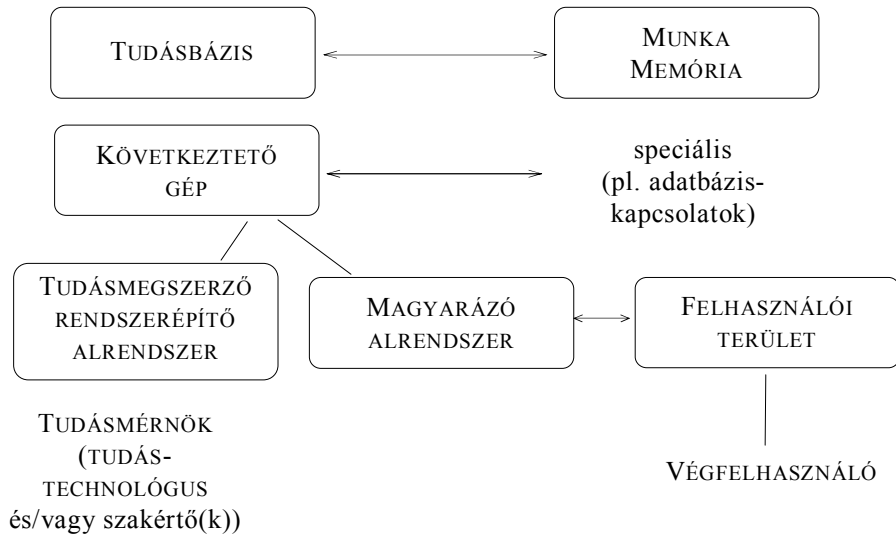 TUDÁSBÁZIS
MUNKA
MEMÓRIA
KÖVETKEZTETŐ
GÉP
speciális
(pl. adatbázis-
kapcsolatok)
TUDÁSMEGSZERZŐ
RENDSZERÉPÍTŐ
ALRENDSZER
MAGYARÁZÓ
ALRENDSZER
FELHASZNÁLÓI
TERÜLET
TUDÁSMÉRNÖK
(TUDÁS-
TECHNOLÓGUS
és/vagy szakértő(k))
VÉGFELHASZNÁLÓ